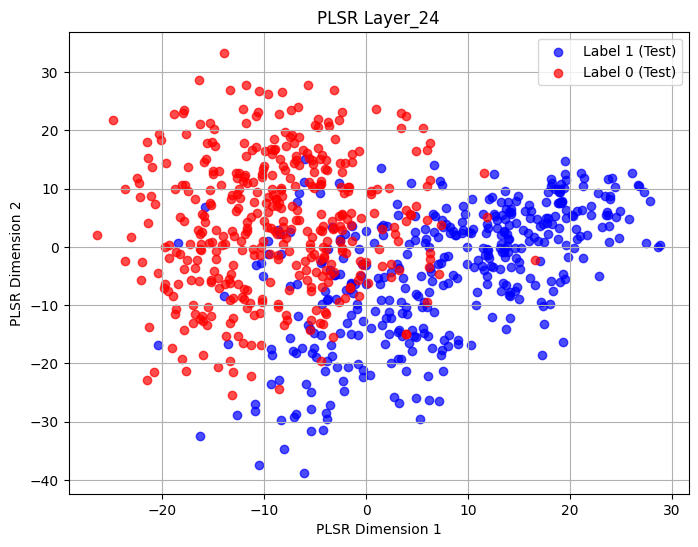 PLSR Layer_24
Label 1 (Test)
Label 0 (Test)
PLSR Dimension 2
30
20
10
0
−10
−20
−30
−40
−20
−10
0
10
20
30
PLSR Dimension 1